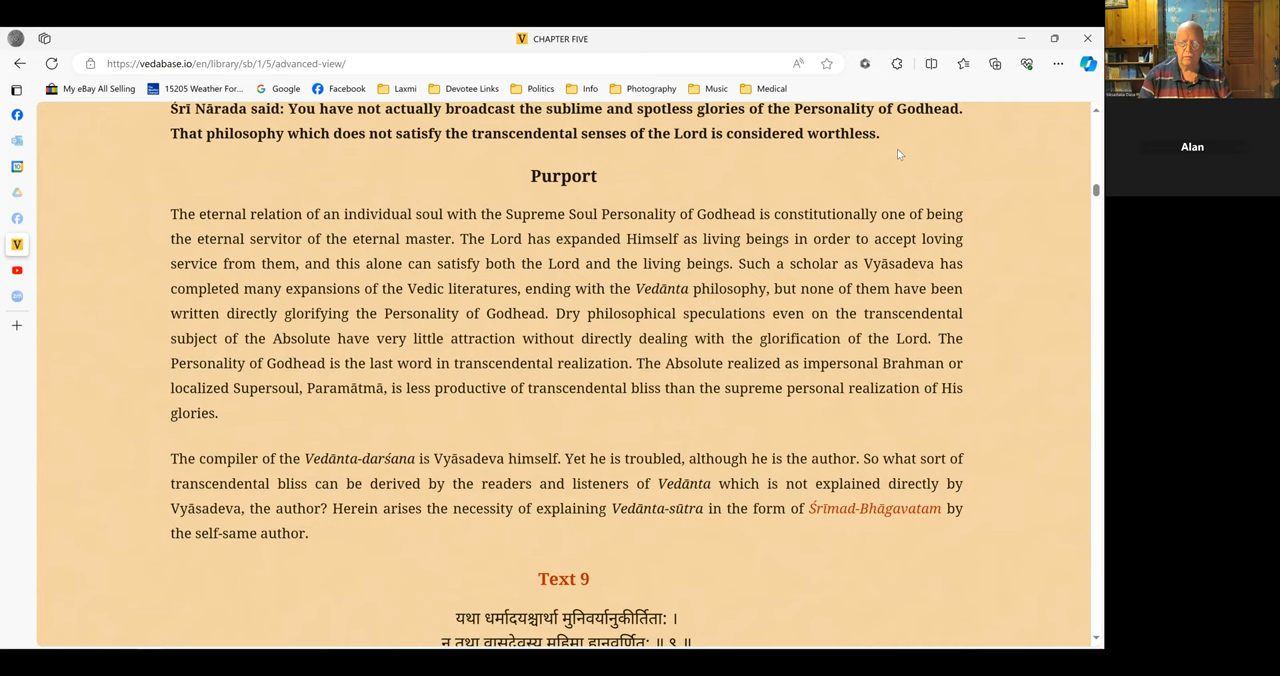 CHAPTER FIVE
https://vedabase.io/en/library/sb/1/5/advanced-view/
My eBay All Selling
15205 Weather For...
Google
Facebook
Laxmi
Devotee Links
Politics
Info
Photography
Music
Medical
Śrī Nārada said: You have not actually broadcast the sublime and spotless glories of the Personality of Godhead.
That philosophy which does not satisfy the transcendental senses of the Lord is considered worthless.
Purport
The eternal relation of an individual soul with the Supreme Soul Personality of Godhead is constitutionally one of being
the eternal servitor of the eternal master. The Lord has expanded Himself as living beings in order to accept loving
service from them, and this alone can satisfy both the Lord and the living beings. Such a scholar as Vyāsadeva has
completed many expansions of the Vedic literatures, ending with the Vedānta philosophy, but none of them have been
written directly glorifying the Personality of Godhead. Dry philosophical speculations even on the transcendental
subject of the Absolute have very little attraction without directly dealing with the glorification of the Lord. The
Personality of Godhead is the last word in transcendental realization. The Absolute realized as impersonal Brahman or
localized Supersoul, Paramātmā, is less productive of transcendental bliss than the supreme personal realization of His
glories.
The compiler of the Vedānta-darśana is Vyāsadeva himself. Yet he is troubled, although he is the author. So what sort of
transcendental bliss can be derived by the readers and listeners of Vedānta which is not explained directly by
Vyāsadeva, the author? Herein arises the necessity of explaining Vedānta-sūtra in the form of Śrīmad-Bhāgavatam by
the self-same author.
Text 9
यथा धर्मादयश्चार्था मुनिवर्यानुकीर्तिता: ।
न तथा वासुदेवस्य महिमा ह्यनुवर्णित: ॥ ९ ॥
Alan